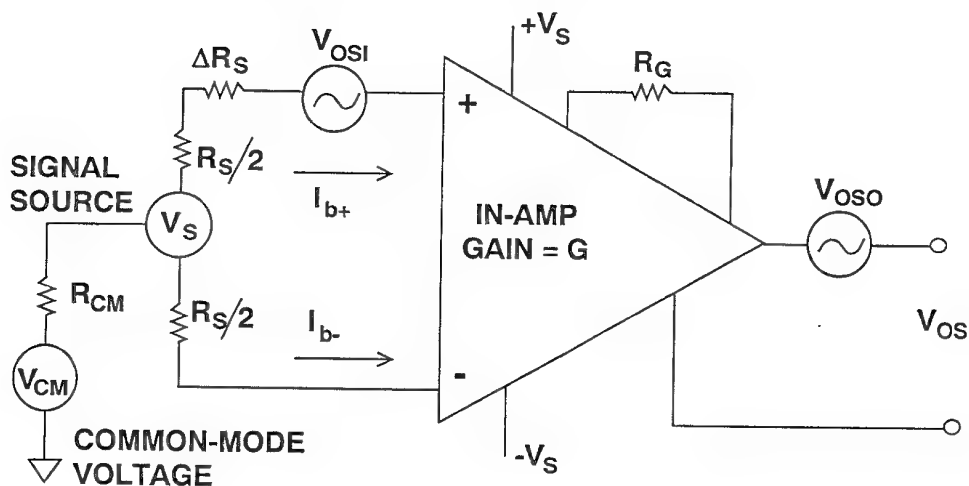 +VS
VOSI
RG
ΔRS
+
RS/2
SIGNAL
SOURCE
Ib+
VS
IN-AMP
GAIN = G
VOSO
RCM
RS/2
Ib-
VOS
VCM
-
COMMON-MODE
VOLTAGE
-VS